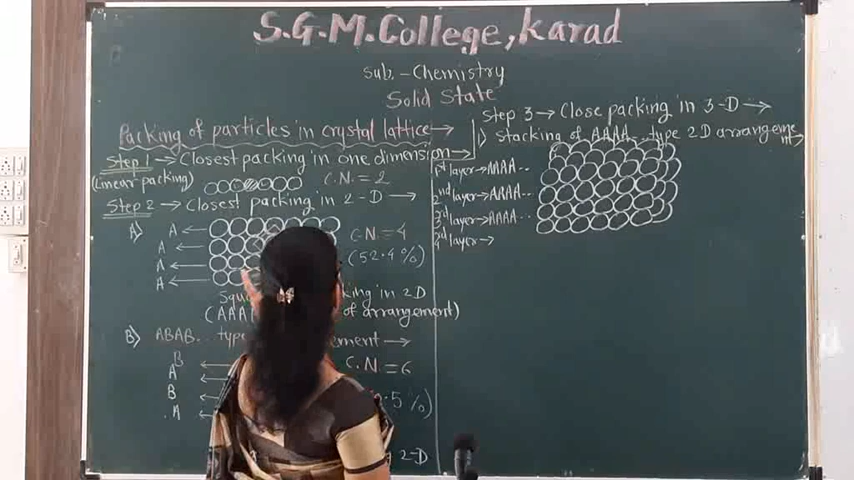 S.G.M. College, Karad
Sub. - Chemistry
Solid State
Packing of particles in crystal lattice →
Step 1 → Closest packing in one dimension →
(Linear packing) C.N. = 2
Step 2 → Closest packing in 2-D →
A) A ←
A ←
A ←
A ←
C.N. = 4
(52.4%)
in 2D
of arrangement)
B) ABAB... type →
B
A ←
B ←
A ←
C.N. = 6
2-D
Step 3 → Close packing in 3-D →
1) Stacking of AAAA... type 2D arrangement →
1st layer → AAAA...
2nd layer → AAAA...
3rd layer → AAAA...
4th layer →